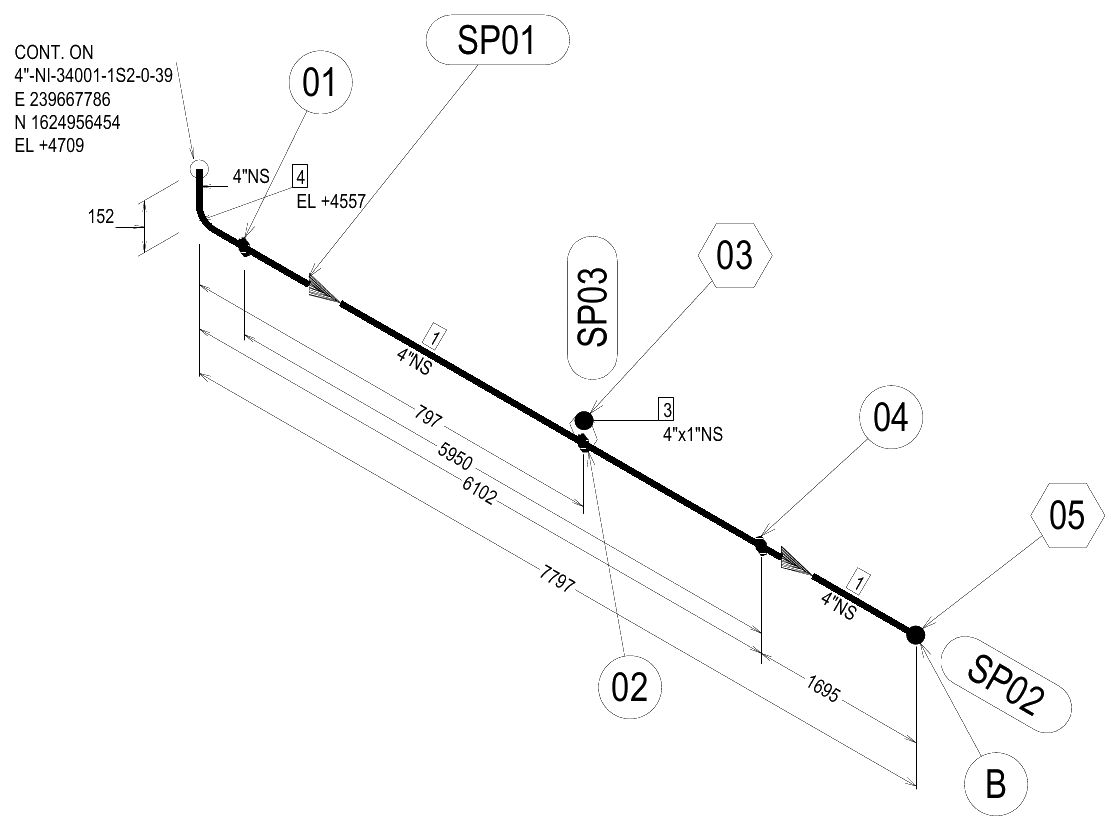 SP01
CONT. ON
4"-NI-34001-1S2-0-39
E 239667786
N 1624956454
EL +4709
01
4"NS
4
EL +4557
152
SP03
03
1
4"NS
3
4"x1"NS
04
797
5950
6102
05
7797
1
4"NS
02
1695
SP02
B